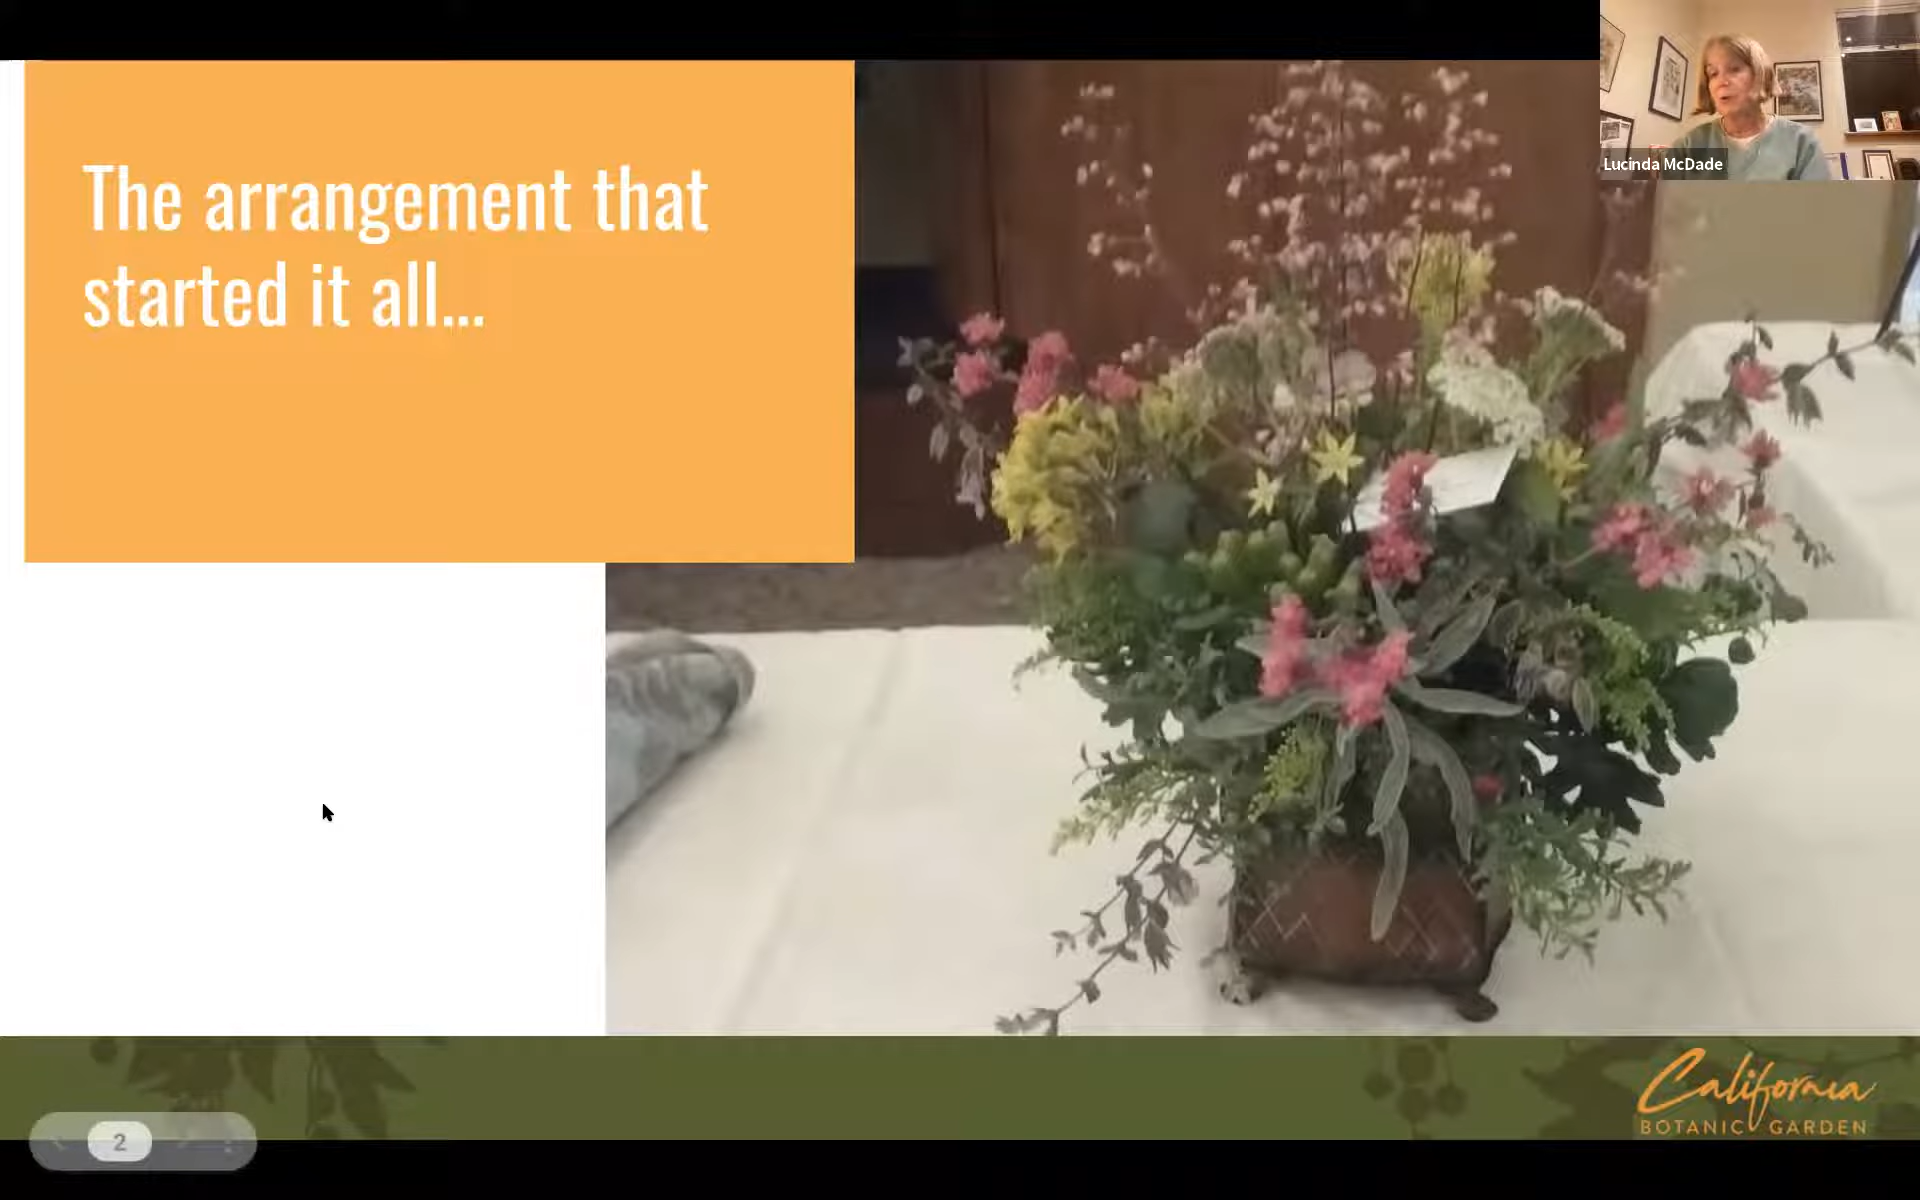 The arrangement that
started it all...
Lucinda McDade
2
California
BOTANIC GARDEN